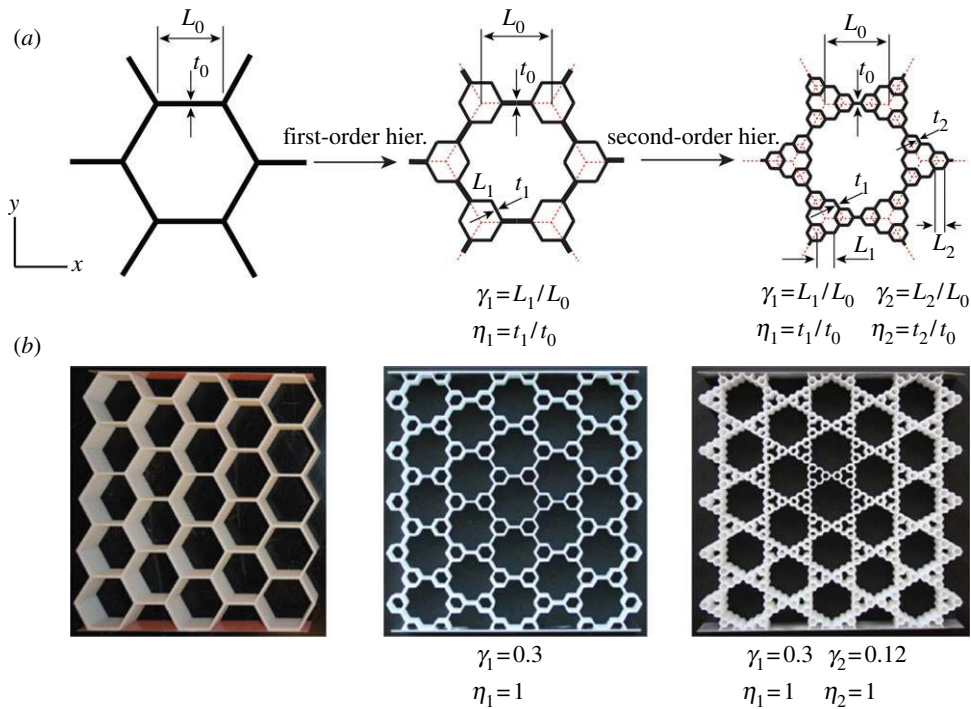 (a)
L₀
t₀
first-order hier.
L₀
t₀
L₁
t₁
second-order hier.
L₀
t₀
t₂
t₁
L₁
L₂
y
x
γ₁=L₁/L₀
η₁=t₁/t₀
γ₁=L₁/L₀ γ₂=L₂/L₀
η₁=t₁/t₀ η₂=t₂/t₀
(b)
γ₁=0.3
η₁=1
γ₁=0.3 γ₂=0.12
η₁=1 η₂=1